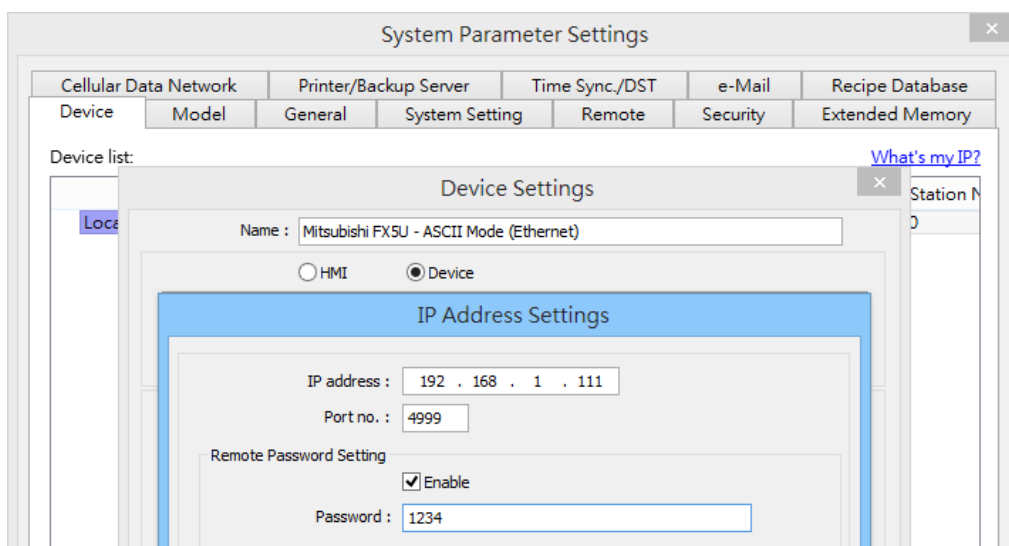 System Parameter Settings
Cellular Data Network Printer/Backup Server Time Sync./DST e-Mail Recipe Database
Device Model General System Setting Remote Security Extended Memory
Device list: What's my IP?
Device Settings
Station N
Loca
Name : Mitsubishi FX5U - ASCII Mode (Ethernet)
HMI Device
IP Address Settings
IP address : 192 . 168 . 1 . 111
Port no. : 4999
Remote Password Setting
Enable
Password : 1234